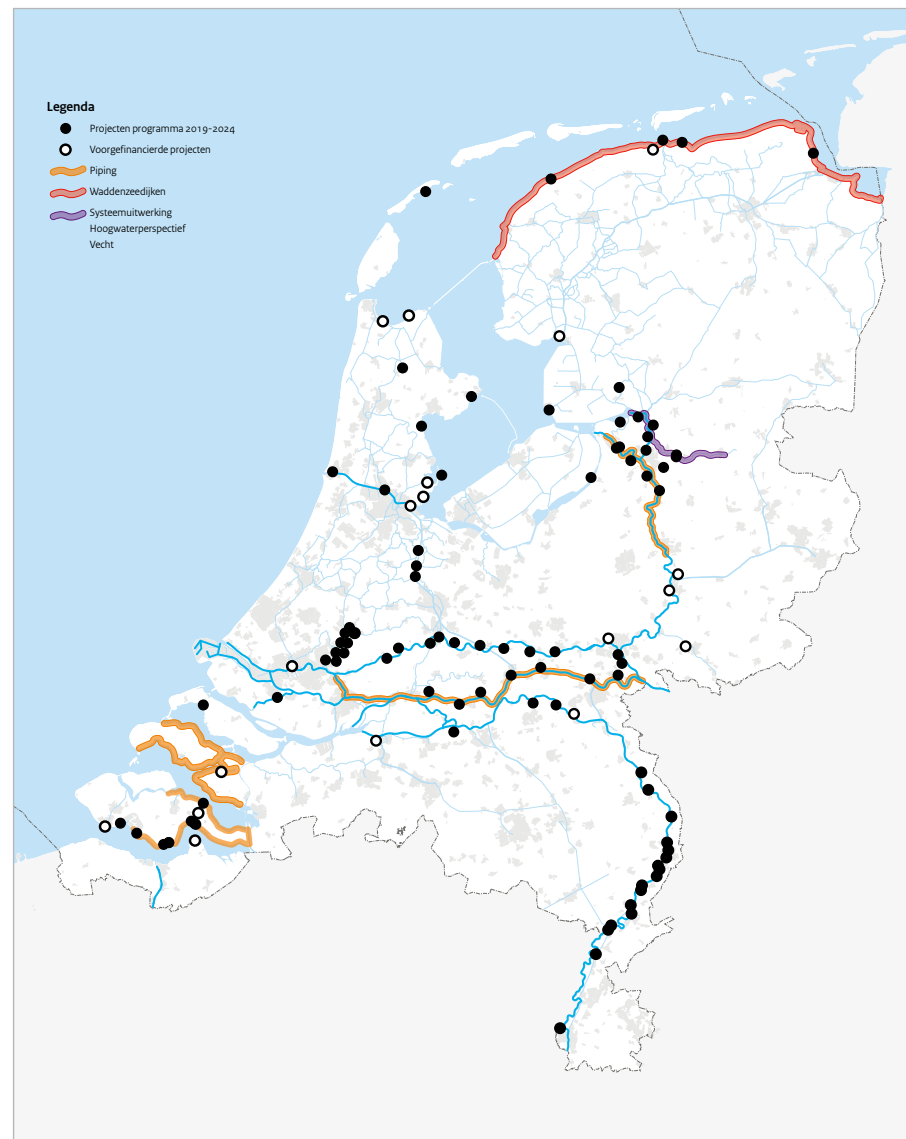 Legenda
Projecten programma 2019-2024
Voorgefinancierde projecten
Piping
Waddenzeedijken
Systeemuitwerking
Hoogwaterperspectief
Vecht